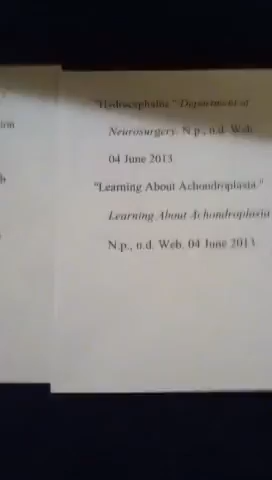 "Hydrocephalus." Department of
Neurosurgery. N.p., n.d. Web.
04 June 2013
"Learning About Achondroplasia."
Learning About Achondroplasia
N.p., n.d. Web. 04 June 2013.